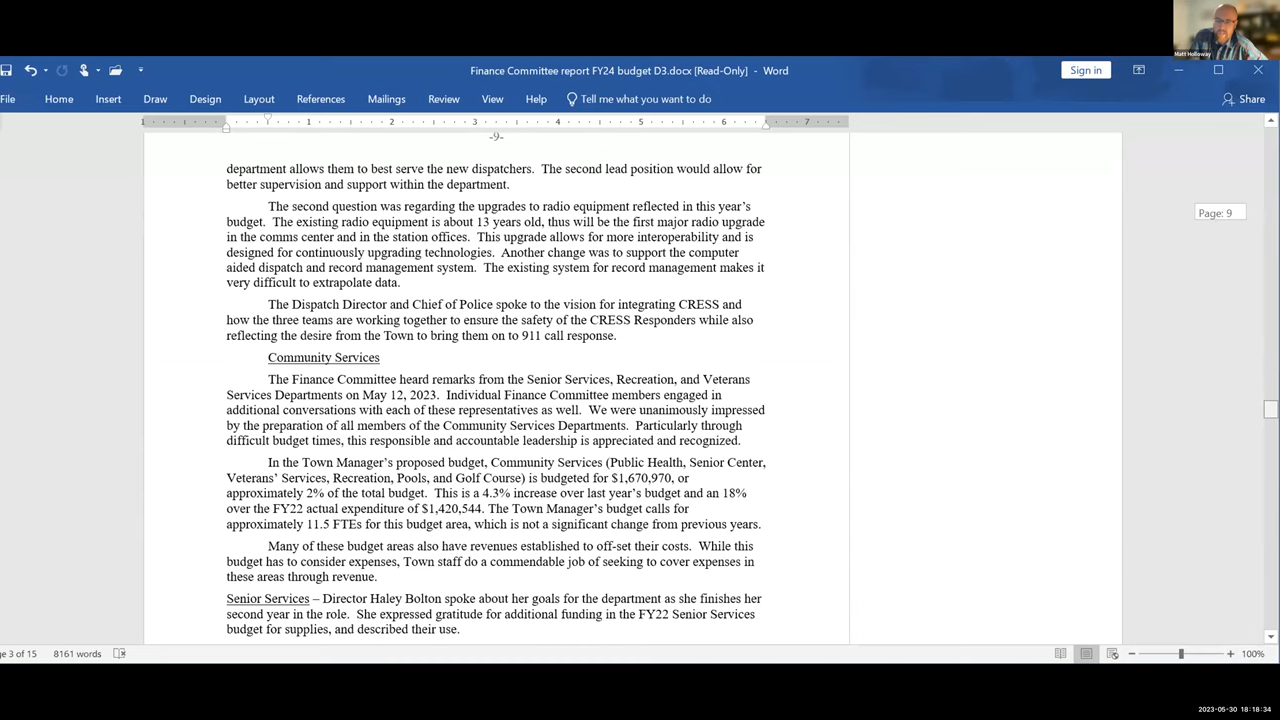 Matt Holloway
Finance Committee report FY24 budget D3.docx [Read-Only] - Word
Sign in
File Home Insert Draw Design Layout References Mailings Review View Help Tell me what you want to do Share
1 1 2 3 4 5 6 7
-9-
department allows them to best serve the new dispatchers. The second lead position would allow for
better supervision and support within the department.
The second question was regarding the upgrades to radio equipment reflected in this year's
budget. The existing radio equipment is about 13 years old, thus will be the first major radio upgrade
in the comms center and in the station offices. This upgrade allows for more interoperability and is
designed for continuously upgrading technologies. Another change was to support the computer
aided dispatch and record management system. The existing system for record management makes it
very difficult to extrapolate data.
Page: 9
The Dispatch Director and Chief of Police spoke to the vision for integrating CRESS and
how the three teams are working together to ensure the safety of the CRESS Responders while also
reflecting the desire from the Town to bring them on to 911 call response.
Community Services
The Finance Committee heard remarks from the Senior Services, Recreation, and Veterans
Services Departments on May 12, 2023. Individual Finance Committee members engaged in
additional conversations with each of these representatives as well. We were unanimously impressed
by the preparation of all members of the Community Services Departments. Particularly through
difficult budget times, this responsible and accountable leadership is appreciated and recognized.
In the Town Manager's proposed budget, Community Services (Public Health, Senior Center,
Veterans' Services, Recreation, Pools, and Golf Course) is budgeted for $1,670,970, or
approximately 2% of the total budget. This is a 4.3% increase over last year's budget and an 18%
over the FY22 actual expenditure of $1,420,544. The Town Manager's budget calls for
approximately 11.5 FTEs for this budget area, which is not a significant change from previous years.
Many of these budget areas also have revenues established to off-set their costs. While this
budget has to consider expenses, Town staff do a commendable job of seeking to cover expenses in
these areas through revenue.
Senior Services – Director Haley Bolton spoke about her goals for the department as she finishes her
second year in the role. She expressed gratitude for additional funding in the FY22 Senior Services
budget for supplies, and described their use.
ge 3 of 15 8161 words 100%
2023-05-30 18:18:34